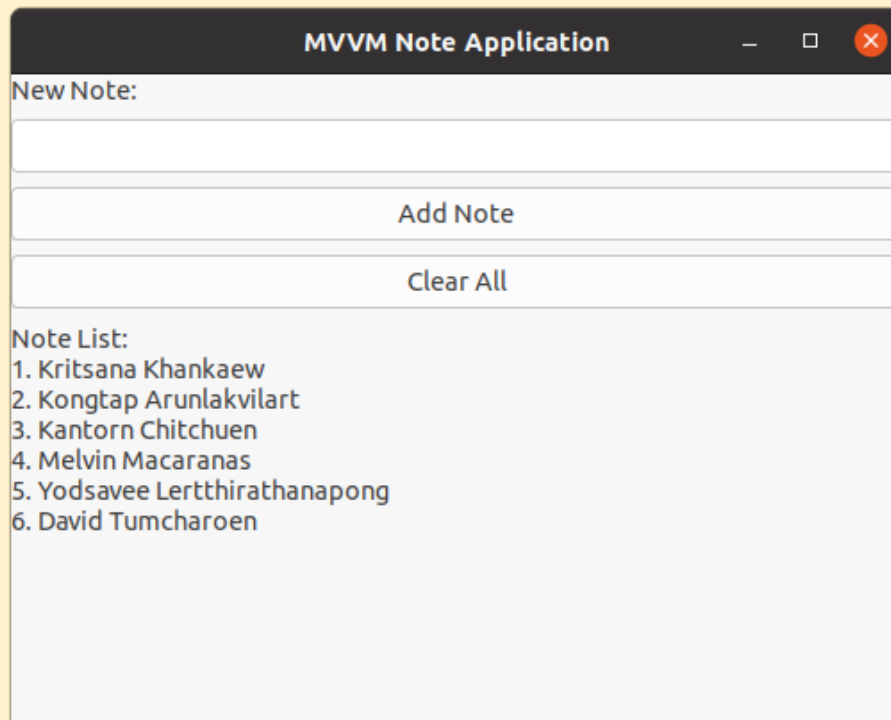 MVVM Note Application
New Note:
Add Note
Clear All
Note List:
1. Kritsana Khankaew
2. Kongtap Arunlakvilart
3. Kantorn Chitchuen
4. Melvin Macaranas
5. Yodsavee Lertthirathanapong
6. David Tumcharoen